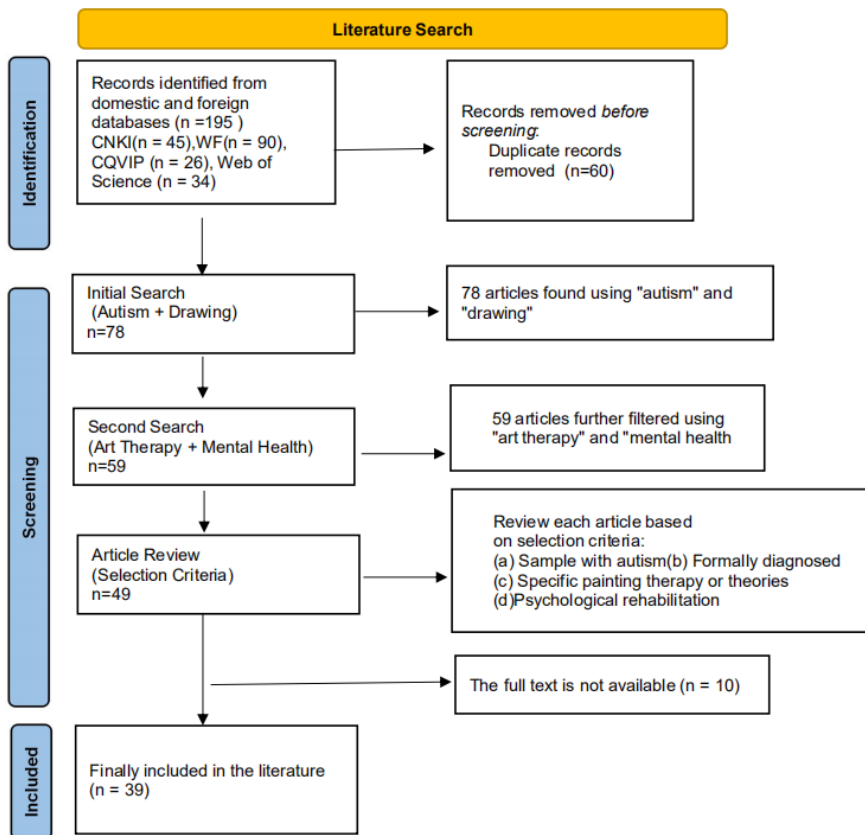 Literature Search
Identification
Records identified from
domestic and foreign
databases (n =195 )
CNKI(n = 45),WF(n = 90),
CQVIP (n = 26), Web of
Science (n = 34)
Records removed before
screening:
Duplicate records
removed (n=60)
Screening
Initial Search
(Autism + Drawing)
n=78
78 articles found using "autism" and
"drawing"
Second Search
(Art Therapy + Mental Health)
n=59
59 articles further filtered using
"art therapy" and "mental health
Article Review
(Selection Criteria)
n=49
Review each article based
on selection criteria:
(a) Sample with autism(b) Formally diagnosed
(c) Specific painting therapy or theories
(d)Psychological rehabilitation
The full text is not available (n = 10)
Included
Finally included in the literature
(n = 39)